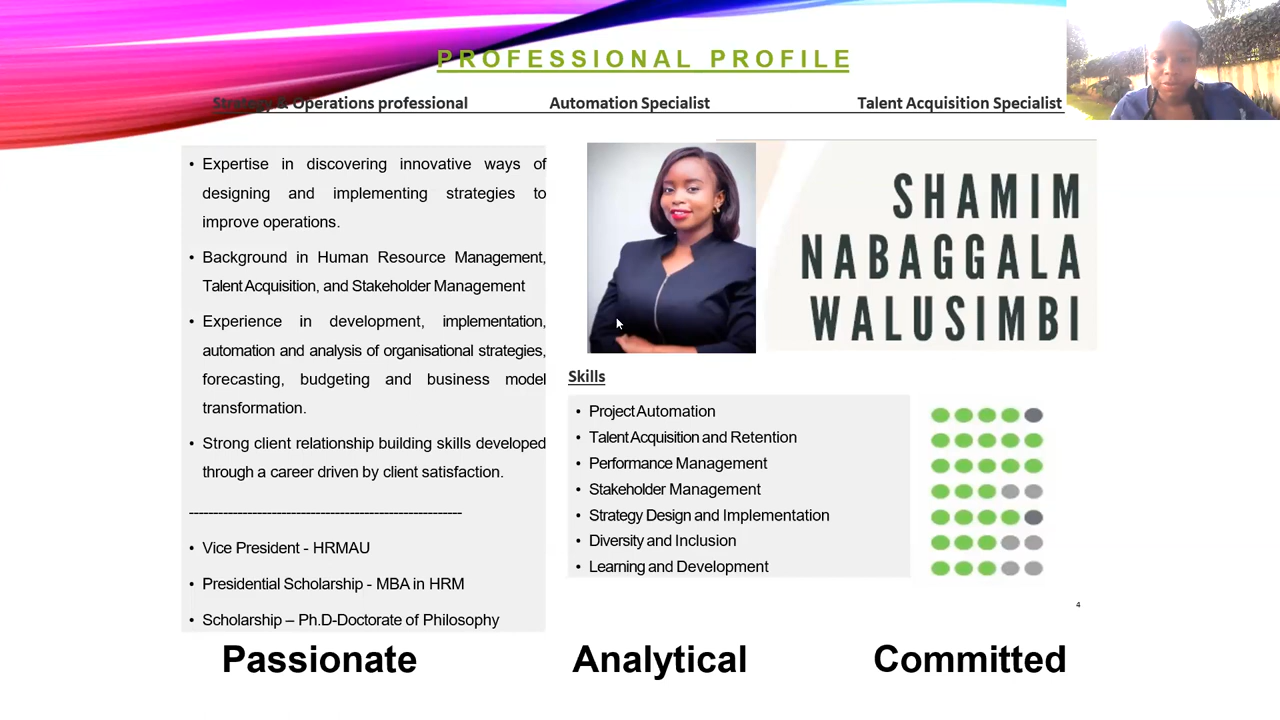 PROFESSIONAL PROFILE
Strategy & Operations professional
Automation Specialist
Talent Acquisition Specialist
• Expertise in discovering innovative ways of
designing and implementing strategies to
improve operations.
• Background in Human Resource Management,
Talent Acquisition, and Stakeholder Management
• Experience in development, implementation,
automation and analysis of organisational strategies,
forecasting, budgeting and business model
transformation.
• Strong client relationship building skills developed
through a career driven by client satisfaction.
------------------------------------------------------------
• Vice President - HRMAU
• Presidential Scholarship - MBA in HRM
• Scholarship – Ph.D-Doctorate of Philosophy
SHAMIM
NABAGGALA
WALUSIMBI
Skills
• Project Automation
• Talent Acquisition and Retention
• Performance Management
• Stakeholder Management
• Strategy Design and Implementation
• Diversity and Inclusion
• Learning and Development
4
Passionate
Analytical
Committed